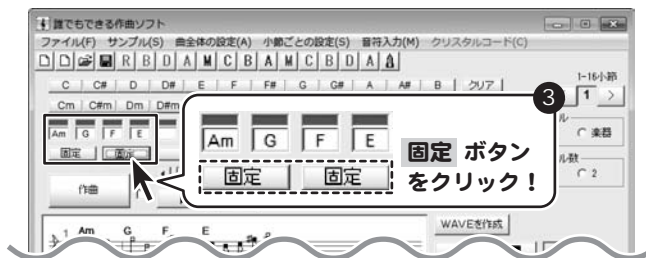 誰でもできる作曲ソフト
ファイル(F) サンプル(S) 曲全体の設定(A) 小節ごとの設定(S) 音符入力(M) クリスタルコード(C)
R B D A M C B A M C B D A
C C# D D# E F F# G G# A A# B クリア
1-16小節
1 >
Cm C#m Dm D#m
3
Am G F E
Am G F E
固定 固定
固定 固定
固定 ボタン
をクリック！
楽器
ル数
2
作曲
WAVEを作成
1 Am G F E